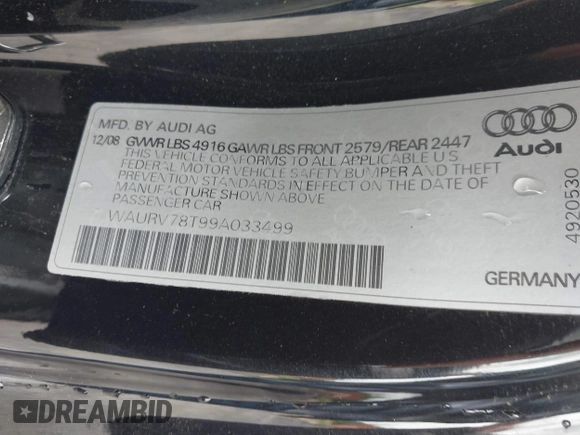 MFD. BY AUDI AG
12/08 GVWR LBS 4916 GAWR LBS FRONT 2579/REAR 2447
THIS VEHICLE CONFORMS TO ALL APPLICABLE U.S
FEDERAL MOTOR VEHICLE SAFETY BUMPER AND THEFT
PREVENTION STANDARDS IN EFFECT ON THE DATE OF
MANUFACTURE SHOWN ABOVE
PASSENGER CAR
WAURV78T99A033499
Audi
4920530
GERMANY
DREAMBID